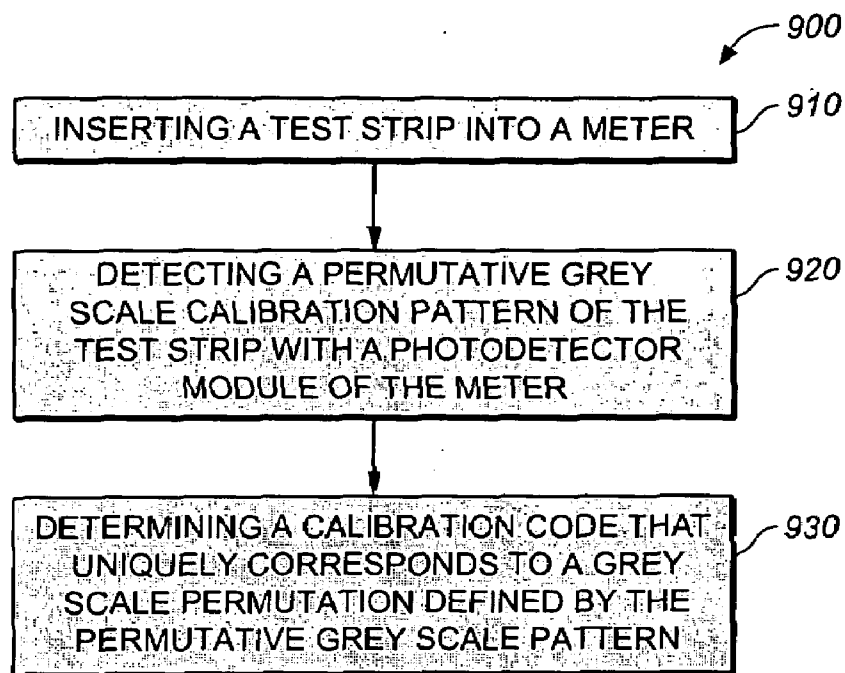 900
INSERTING A TEST STRIP INTO A METER
910
DETECTING A PERMUTATIVE GREY
SCALE CALIBRATION PATTERN OF THE
TEST STRIP WITH A PHOTODETECTOR
MODULE OF THE METER
920
DETERMINING A CALIBRATION CODE THAT
UNIQUELY CORRESPONDS TO A GREY
SCALE PERMUTATION DEFINED BY THE
PERMUTATIVE GREY SCALE PATTERN
930